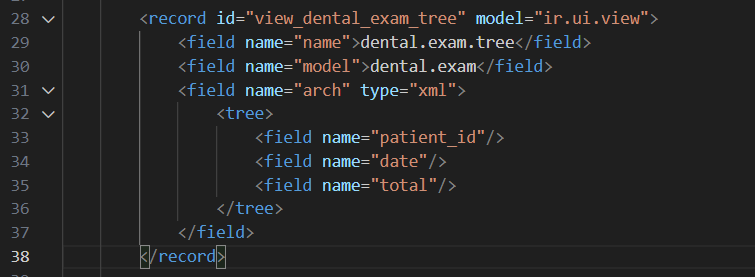 28 <record id="view_dental_exam_tree" model="ir.ui.view">
29 <field name="name">dental.exam.tree</field>
30 <field name="model">dental.exam</field>
31 <field name="arch" type="xml">
32 <tree>
33 <field name="patient_id"/>
34 <field name="date"/>
35 <field name="total"/>
36 </tree>
37 </field>
38 </record>